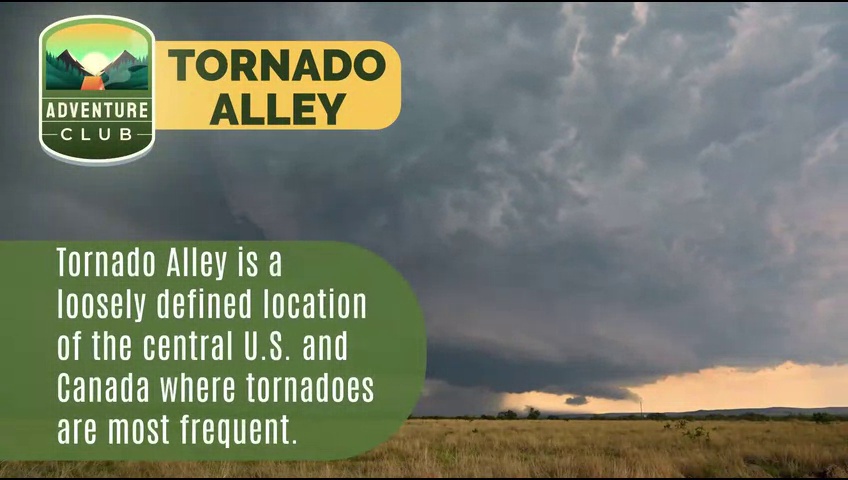 ADVENTURE
CLUB
TORNADO
ALLEY
Tornado Alley is a
loosely defined location
of the central U.S. and
Canada where tornadoes
are most frequent.